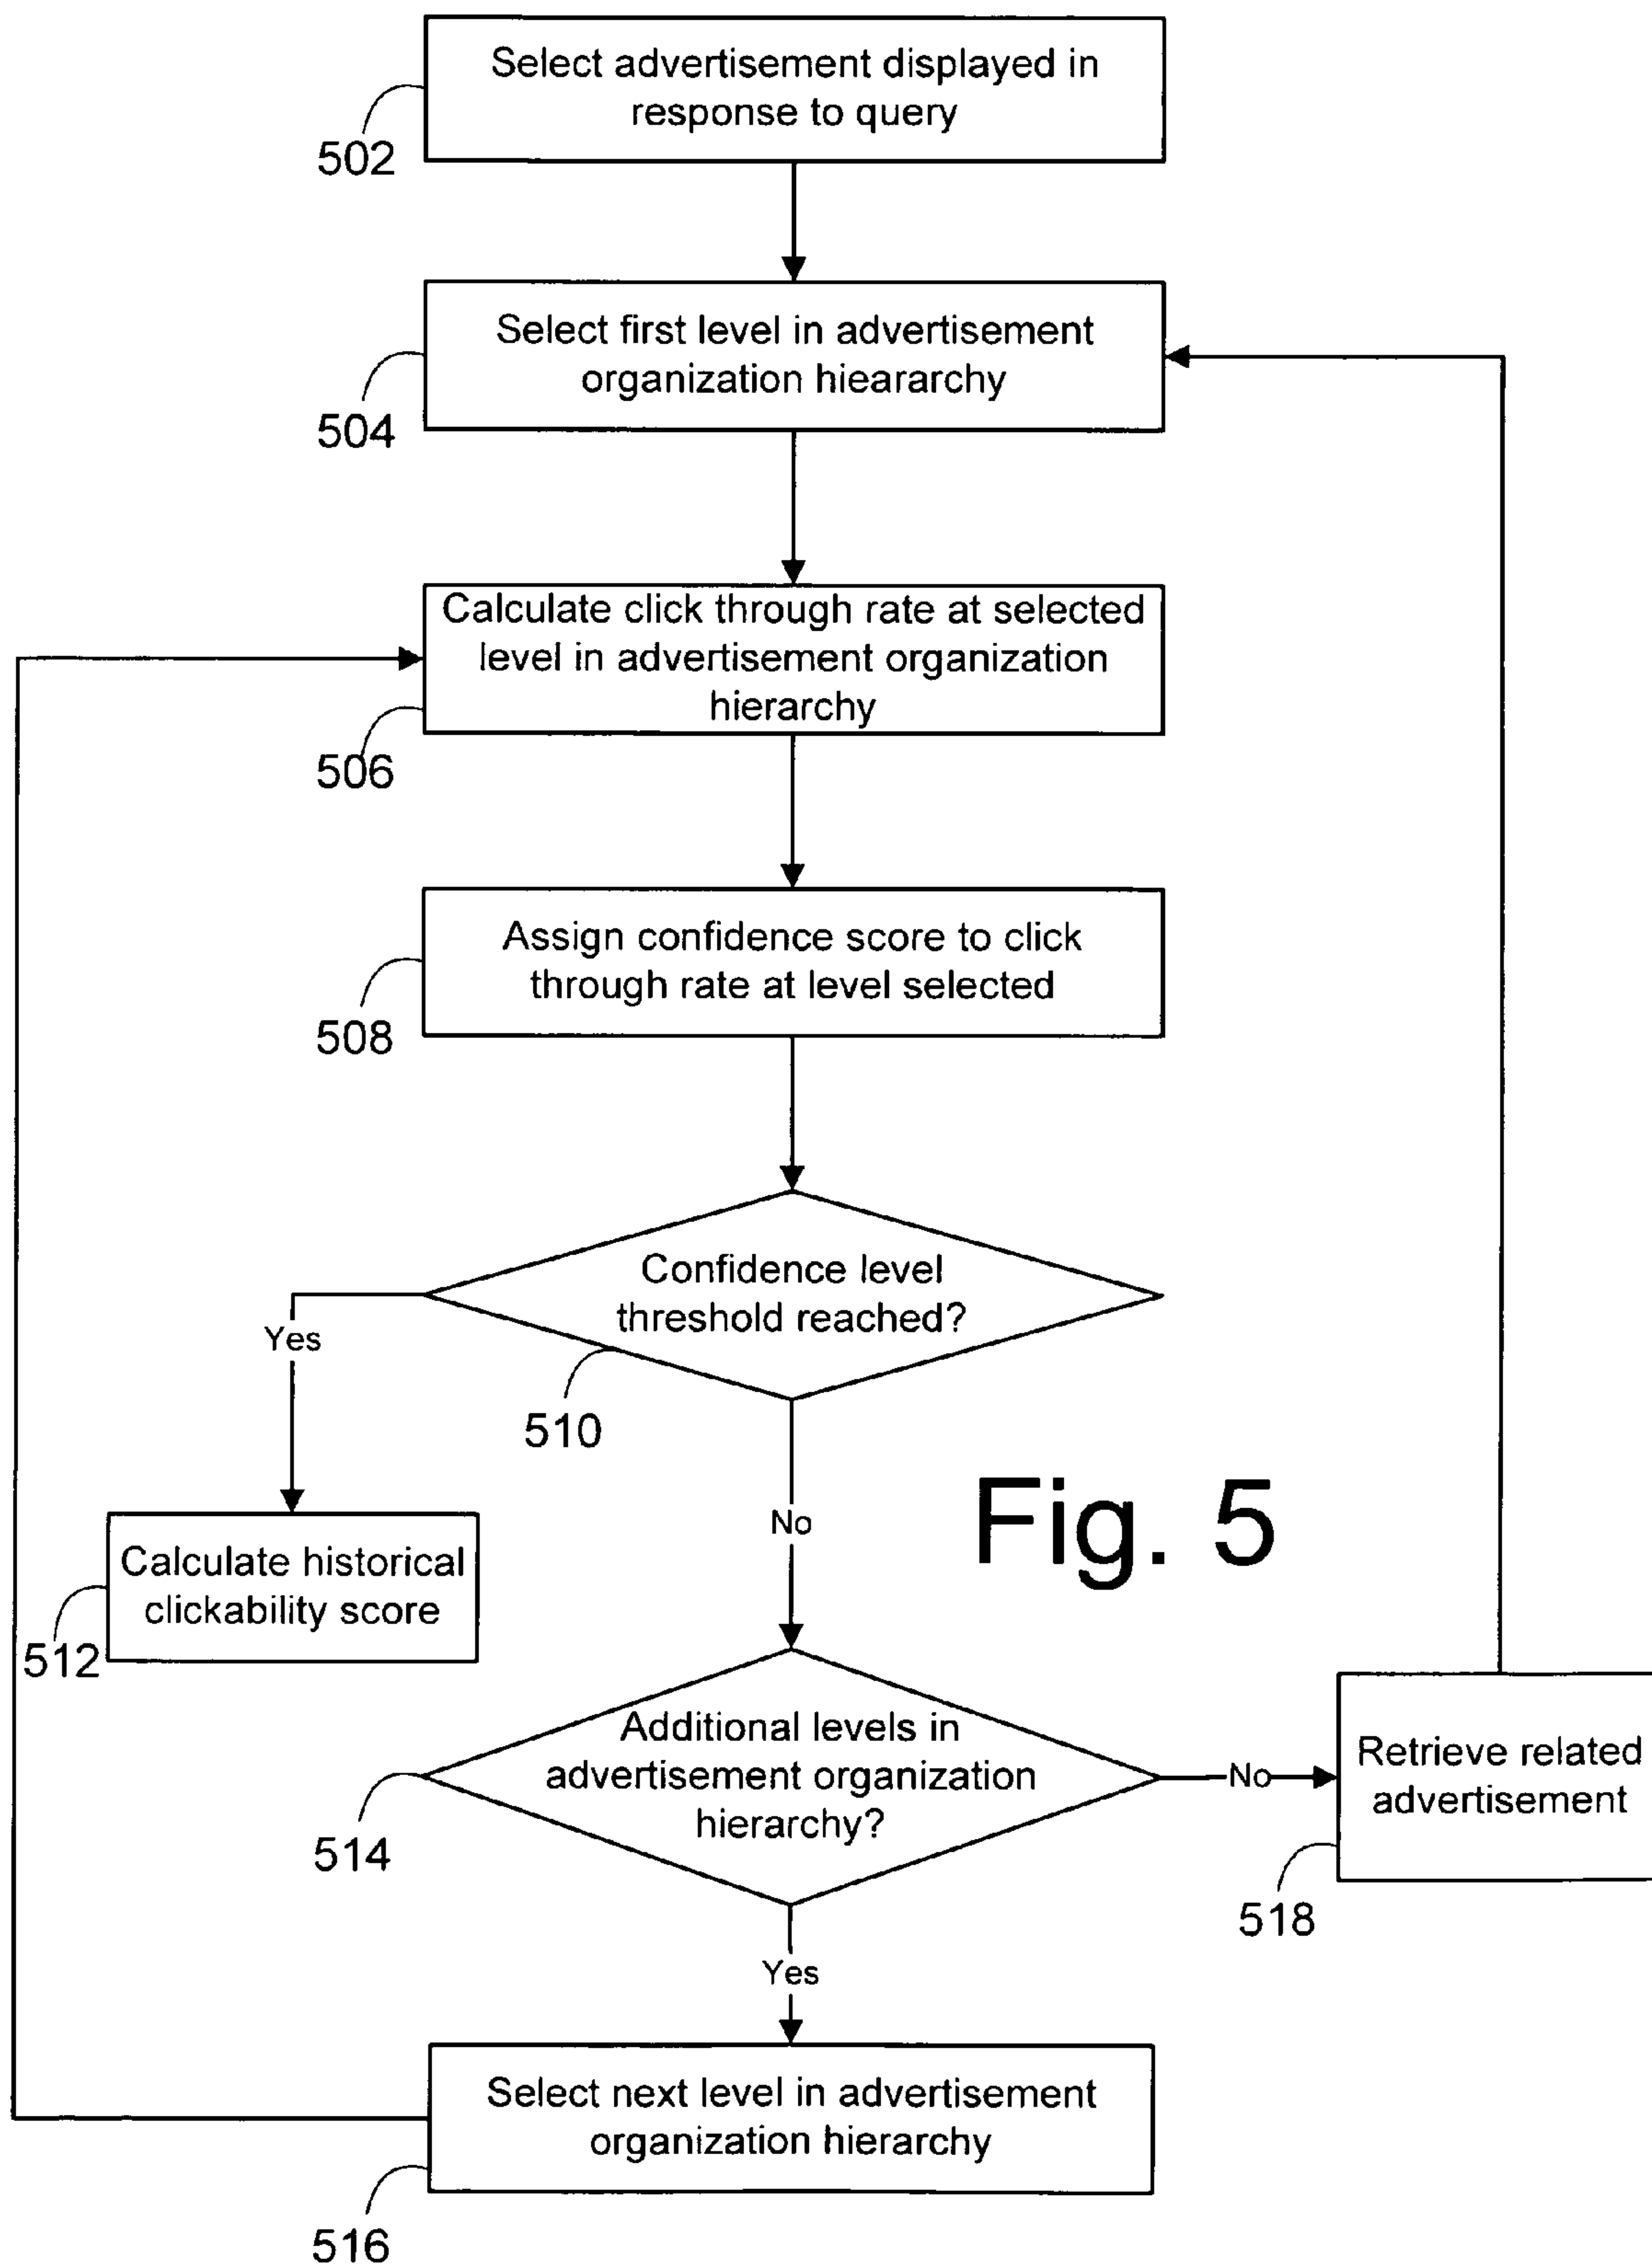 Select advertisement displayed in
response to query
502
Select first level in advertisement
organization hieararchy
504
Calculate click through rate at selected
level in advertisement organization
hierarchy
506
Assign confidence score to click
through rate at level selected
508
Confidence level
threshold reached?
Yes
510
No
Fig. 5
Calculate historical
clickability score
512
Additional levels in
advertisement organization
hierarchy?
514
No
Retrieve related
advertisement
518
Yes
Select next level in advertisement
organization hierarchy
516